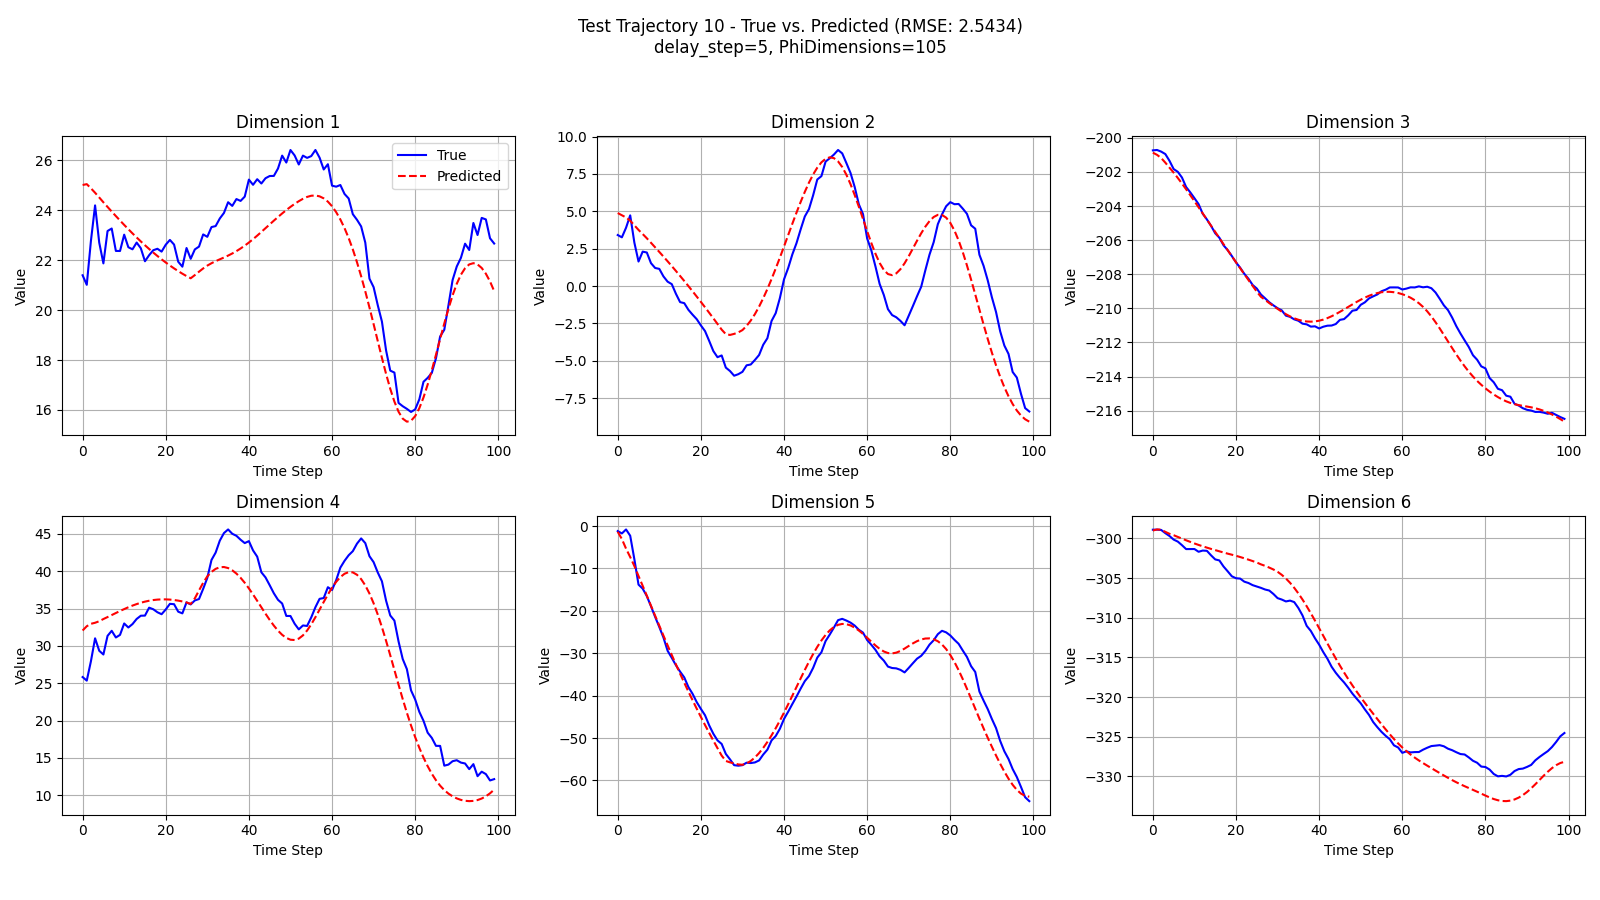 Test Trajectory 10 - True vs. Predicted (RMSE: 2.5434)
delay_step=5, PhiDimensions=105
Dimension 1
Value
26
24
22
20
18
16
0 20 40 60 80 100
Time Step
True
Predicted
Dimension 2
Value
10.0
7.5
5.0
2.5
0.0
−2.5
−5.0
−7.5
0 20 40 60 80 100
Time Step
Dimension 3
Value
−200
−202
−204
−206
−208
−210
−212
−214
−216
0 20 40 60 80 100
Time Step
Dimension 4
Value
45
40
35
30
25
20
15
10
0 20 40 60 80 100
Time Step
Dimension 5
Value
0
−10
−20
−30
−40
−50
−60
0 20 40 60 80 100
Time Step
Dimension 6
Value
−300
−305
−310
−315
−320
−325
−330
0 20 40 60 80 100
Time Step